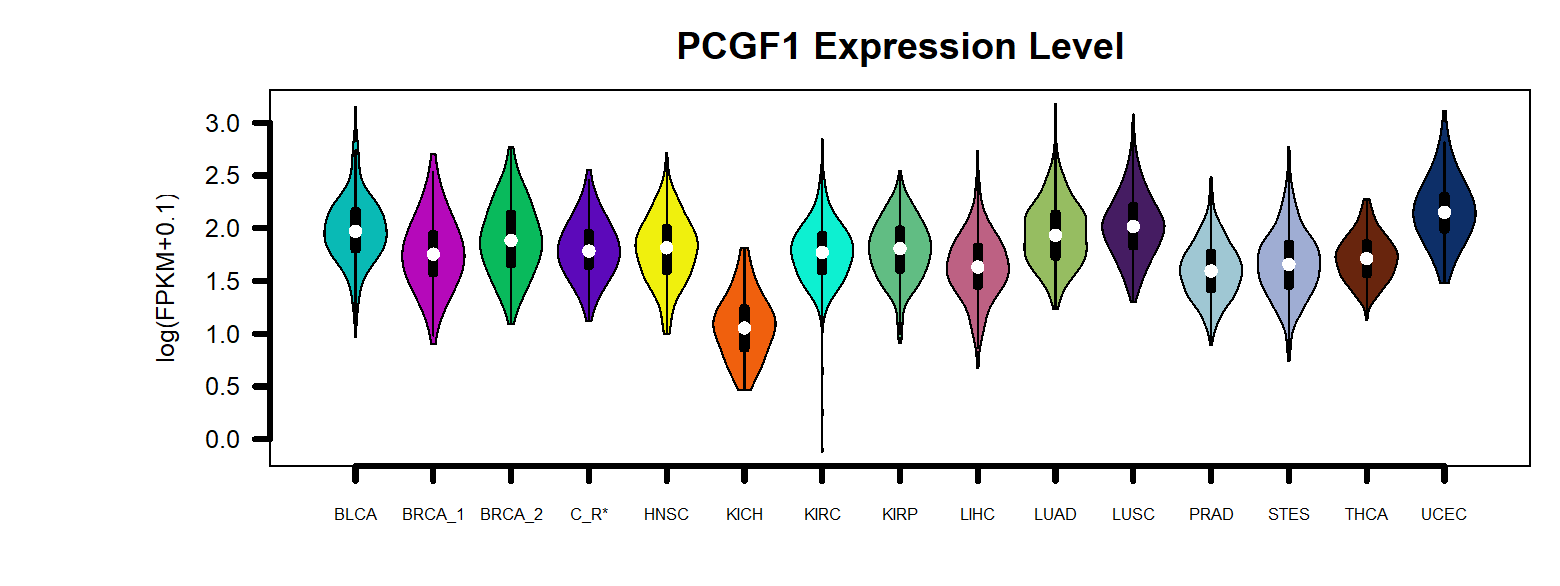 PCGF1 Expression Level
log(FPKM+0.1)
3.0
2.5
2.0
1.5
1.0
0.5
0.0
BLCA BRCA_1 BRCA_2 C_R* HNSC KICH KIRC KIRP LIHC LUAD LUSC PRAD STES THCA UCEC